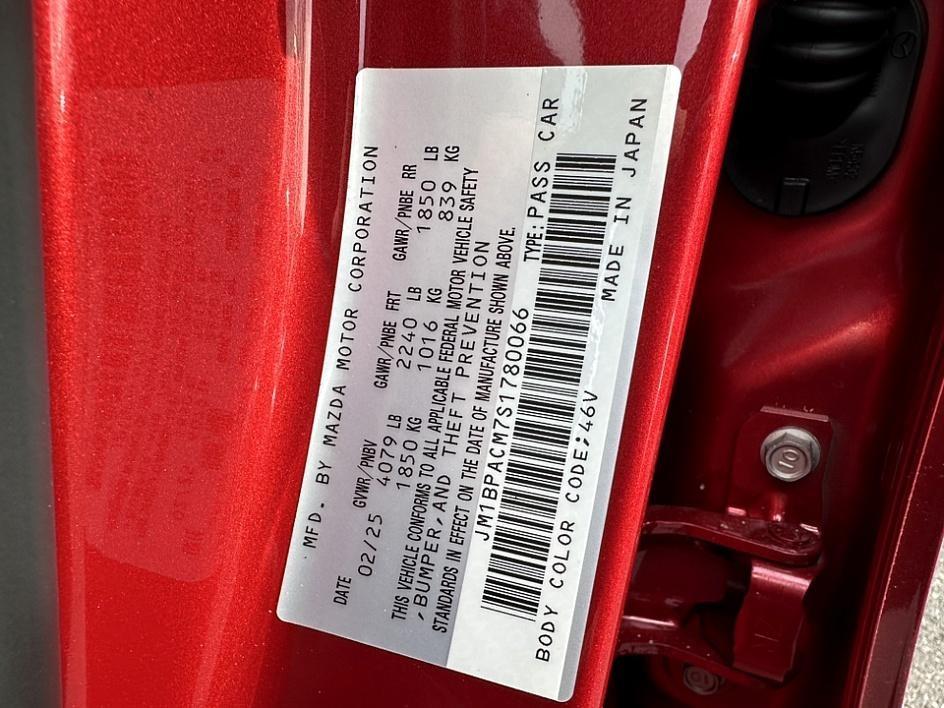 MFD. BY MAZDA MOTOR CORPORATION
DATE GVWR/PNBV GAWR/PNBE FRT GAWR/PNBE RR
02/25 4079 LB 2240 LB 1850 LB
1850 KG 1016 KG 839 KG
THIS VEHICLE CONFORMS TO ALL APPLICABLE FEDERAL MOTOR VEHICLE SAFETY
,BUMPER,AND THEFT PREVENTION
STANDARDS IN EFFECT ON THE DATE OF MANUFACTURE SHOWN ABOVE.
JM1BPACM7S1780066 TYPE:PASS CAR
BODY COLOR CODE;46V MADE IN JAPAN
10
10